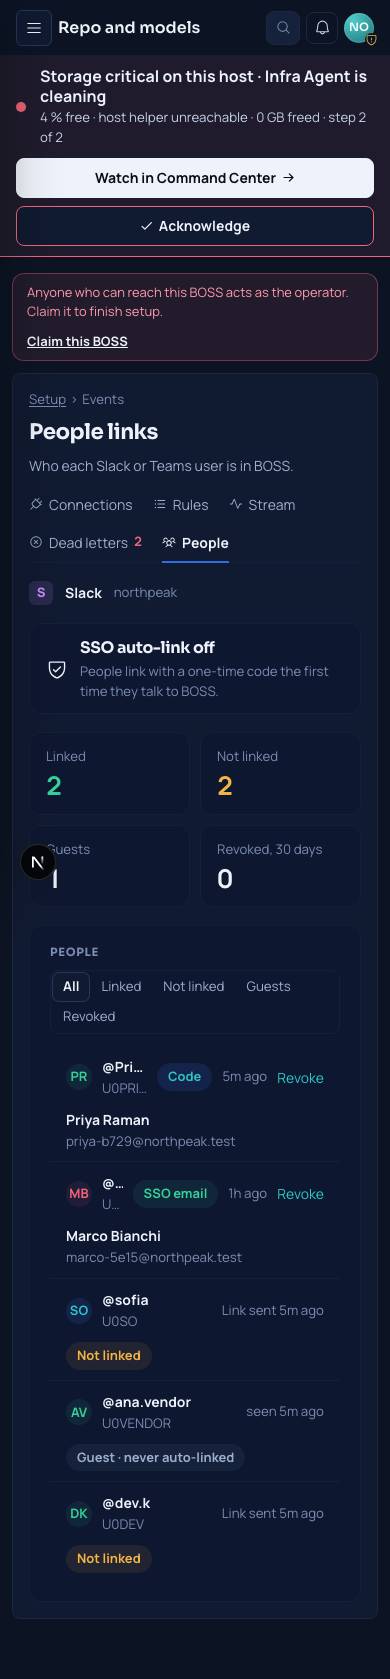 Repo and models
NO
Storage critical on this host · Infra Agent is
cleaning
4 % free · host helper unreachable · 0 GB freed · step 2
of 2
Watch in Command Center →
Acknowledge
Anyone who can reach this BOSS acts as the operator.
Claim it to finish setup.
Claim this BOSS
Setup > Events
People links
Who each Slack or Teams user is in BOSS.
Connections Rules Stream
Dead letters 2 People
S Slack northpeak
SSO auto-link off
People link with a one-time code the first
time they talk to BOSS.
Linked Not linked
2 2
Guests Revoked, 30 days
1 0
N
PEOPLE
All Linked Not linked Guests
Revoked
PR @Pri... Code 5m ago Revoke
U0PRI...
Priya Raman
priya-b729@northpeak.test
MB @... SSO email 1h ago Revoke
U...
Marco Bianchi
marco-5e15@northpeak.test
SO @sofia Link sent 5m ago
U0SO
Not linked
AV @ana.vendor seen 5m ago
U0VENDOR
Guest · never auto-linked
DK @dev.k Link sent 5m ago
U0DEV
Not linked